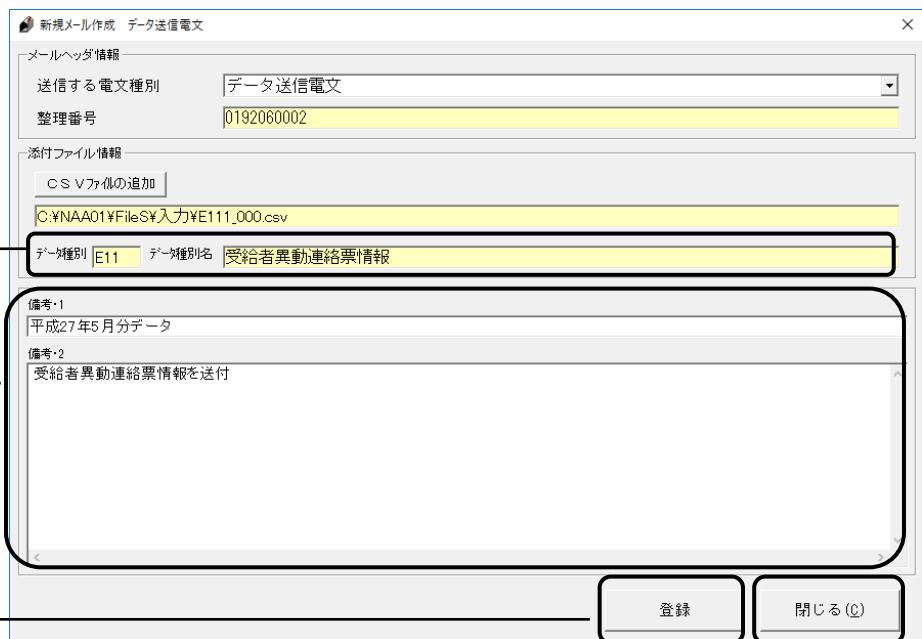 新規メール作成 データ送信電文
メールヘッダ情報
送信する電文種別 データ送信電文
整理番号 0192060002
添付ファイル情報
ＣＳＶﾌｧｲﾙの追加
C:¥NAA01¥FileS¥入力¥E111_000.csv
ﾃﾞｰﾀ種別 E11 ﾃﾞｰﾀ種別名 受給者異動連絡票情報
備考・1
平成27年5月分データ
備考・2
受給者異動連絡票情報を送付
登録 閉じる(C)